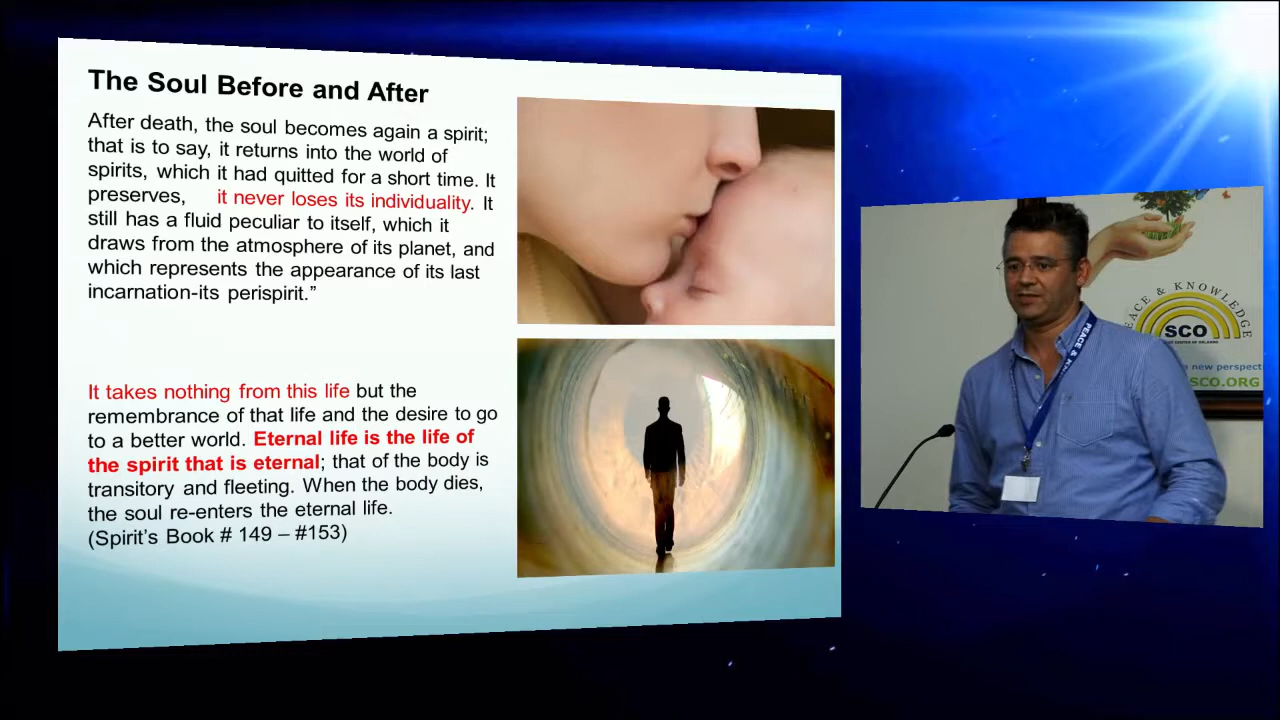 The Soul Before and After
After death, the soul becomes again a spirit;
that is to say, it returns into the world of
spirits, which it had quitted for a short time. It
preserves, it never loses its individuality. It
still has a fluid peculiar to itself, which it
draws from the atmosphere of its planet, and
which represents the appearance of its last
incarnation-its perispirit.”
It takes nothing from this life but the
remembrance of that life and the desire to go
to a better world. Eternal life is the life of
the spirit that is eternal; that of the body is
transitory and fleeting. When the body dies,
the soul re-enters the eternal life.
(Spirit’s Book # 149 – #153)
& KNOWLEDGE
SCO
CENTER OF ORLANDO
new
SCO.ORG
PEACE &